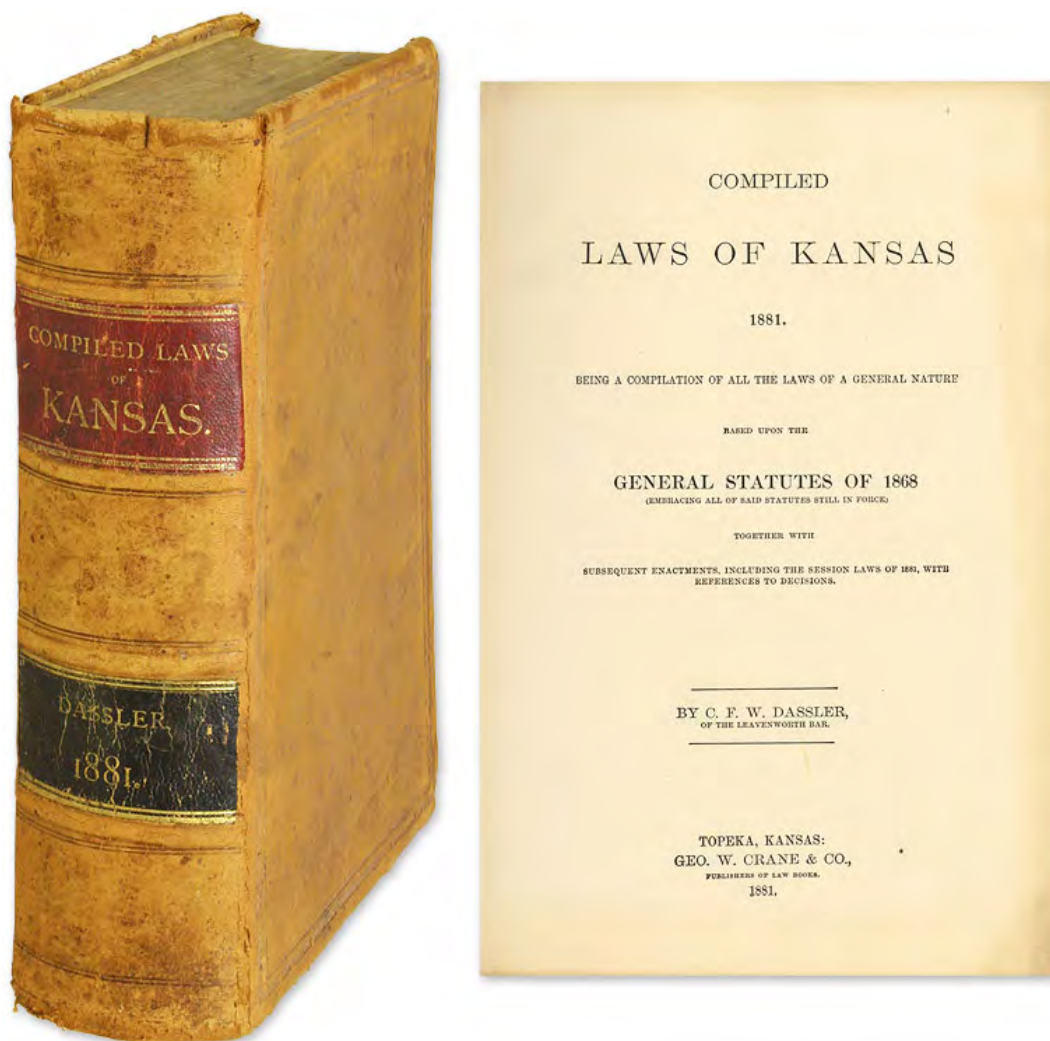 COMPILED LAWS
OF
KANSAS.
DASSLER
1881.
COMPILED
LAWS OF KANSAS
1881.
BEING A COMPILATION OF ALL THE LAWS OF A GENERAL NATURE
BASED UPON THE
GENERAL STATUTES OF 1868
(EMBRACING ALL OF SAID STATUTES STILL IN FORCE)
TOGETHER WITH
SUBSEQUENT ENACTMENTS, INCLUDING THE SESSION LAWS OF 1881, WITH
REFERENCES TO DECISIONS.
BY C. F. W. DASSLER,
OF THE LEAVENWORTH BAR.
TOPEKA, KANSAS:
GEO. W. CRANE & CO.,
PUBLISHERS OF LAW BOOKS.
1881.